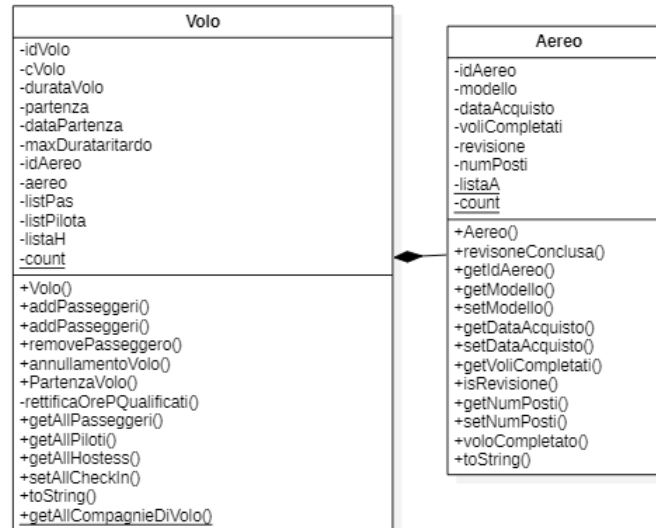 Volo
-idVolo
-cVolo
-durataVolo
-partenza
-dataPartenza
-maxDurataritardo
-idAereo
-aereo
-listPas
-listPilota
-listaH
-count
+Volo()
+addPasseggeri()
+addPasseggeri()
+removePasseggero()
+annullamentoVolo()
+PartenzaVolo()
-rettificaOrePQualificati()
+getAllPasseggeri()
+getAllPiloti()
+getAllHostess()
+setAllCheckIn()
+toString()
+getAllCompagnieDiVolo()
Aereo
-idAereo
-modello
-dataAcquisto
-voliCompletati
-revisione
-numPosti
-listaA
-count
+Aereo()
+revisoneConclusa()
+getIdAereo()
+getModello()
+setModello()
+getDataAcquisto()
+setDataAcquisto()
+getVoliCompletati()
+isRevisione()
+getNumPosti()
+setNumPosti()
+voloCompletato()
+toString()